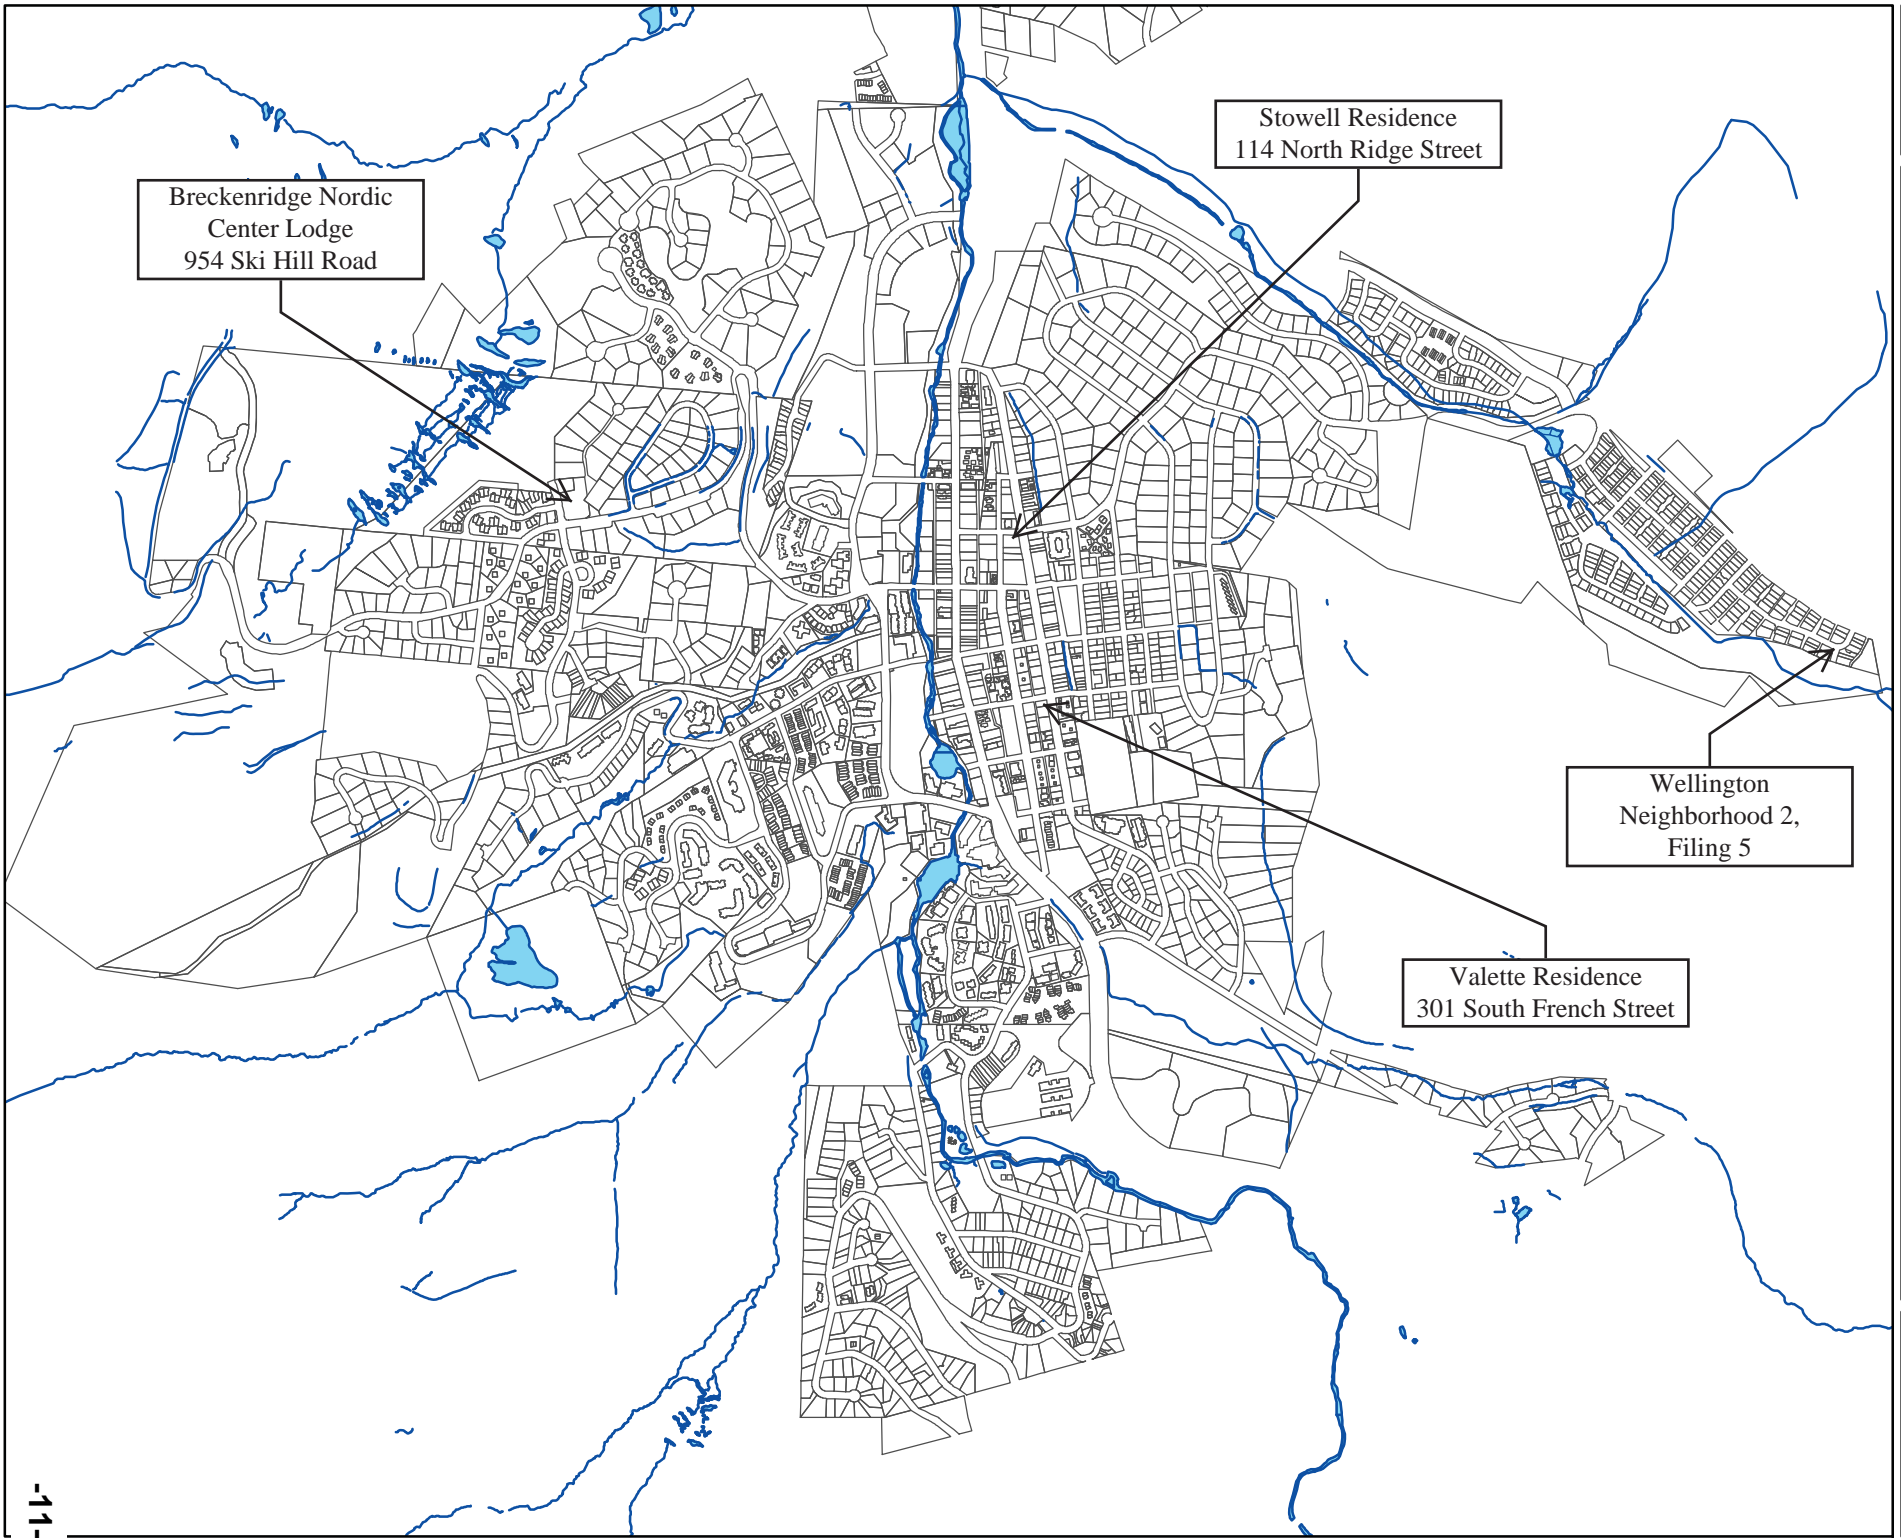 Stowell Residence
114 North Ridge Street
Breckenridge Nordic
Center Lodge
954 Ski Hill Road
Wellington
Neighborhood 2,
Filing 5
Valette Residence
301 South French Street
-11-